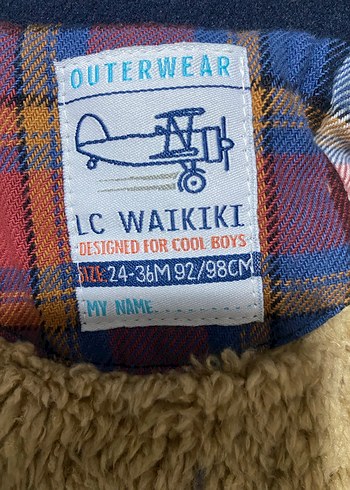 OUTERWEAR
LC WAIKIKI
DESIGNED FOR COOL BOYS
SIZE 24-36M 92/98CM
MY NAME